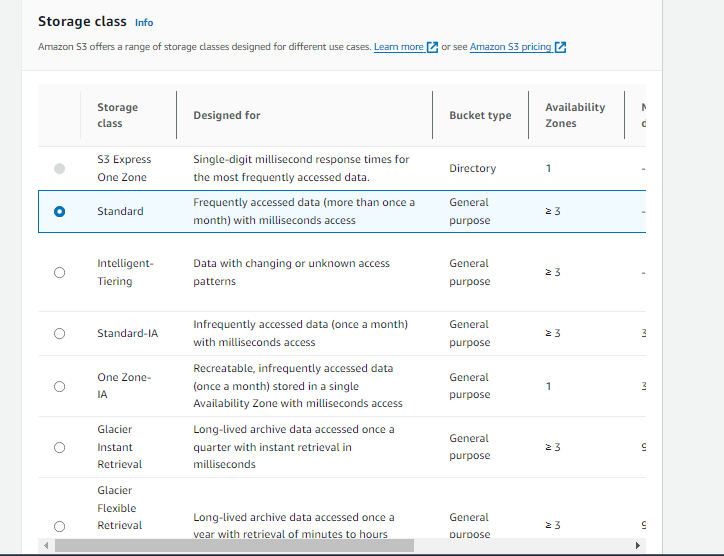 Storage class Info
Amazon S3 offers a range of storage classes designed for different use cases. Learn more or see Amazon S3 pricing
Storage class
Designed for
Bucket type
Availability Zones
S3 Express One Zone
Single-digit millisecond response times for the most frequently accessed data.
Directory
1
-
Standard
Frequently accessed data (more than once a month) with milliseconds access
General purpose
≥ 3
-
Intelligent-Tiering
Data with changing or unknown access patterns
General purpose
≥ 3
-
Standard-IA
Infrequently accessed data (once a month) with milliseconds access
General purpose
≥ 3
One Zone-IA
Recreatable, infrequently accessed data (once a month) stored in a single Availability Zone with milliseconds access
General purpose
1
Glacier Instant Retrieval
Long-lived archive data accessed once a quarter with instant retrieval in milliseconds
General purpose
≥ 3
Glacier Flexible Retrieval
Long-lived archive data accessed once a year with retrieval of minutes to hours
General purpose
≥ 3